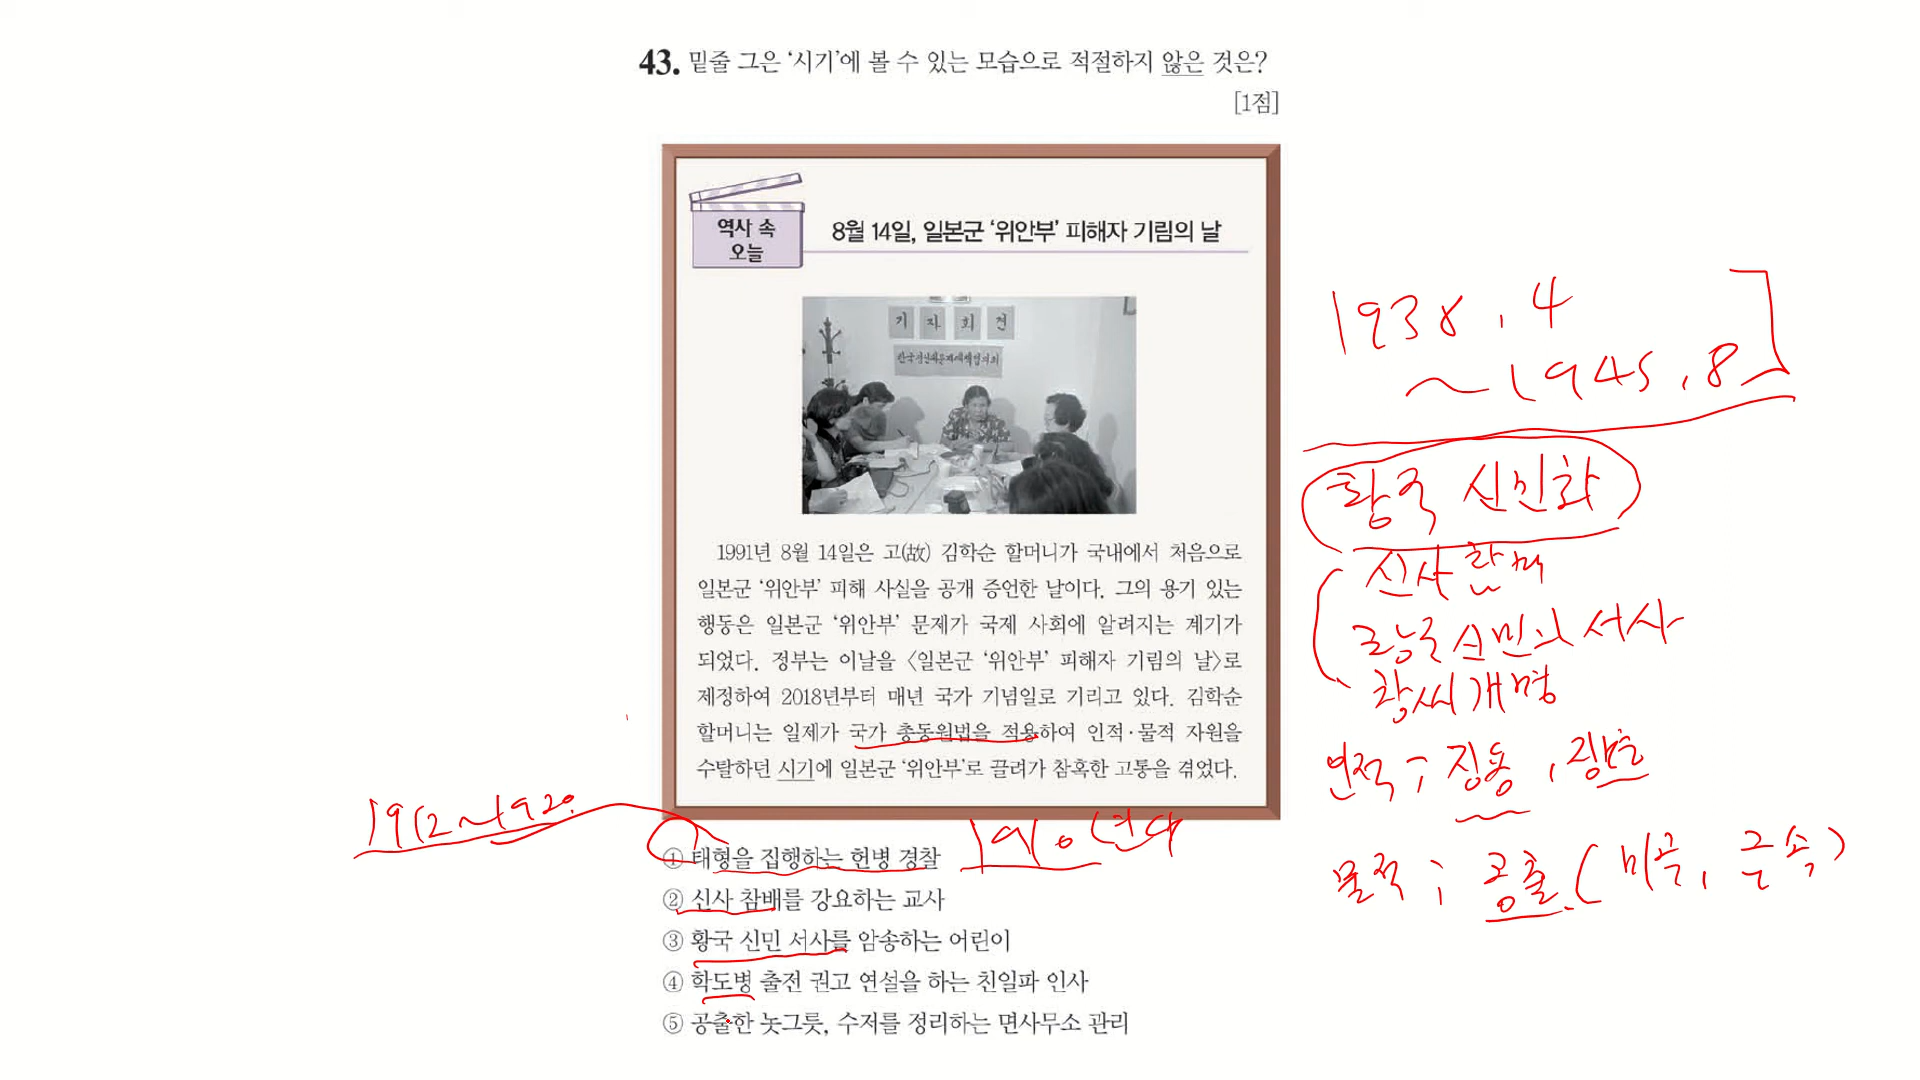 43. 밑줄 그은 ‘시기’에 볼 수 있는 모습으로 적절하지 않은 것은?
[1점]
역사 속
오늘
8월 14일, 일본군 ‘위안부’ 피해자 기림의 날
기 자 회 견
한국정신대문제대책협의회
1991년 8월 14일은 고(故) 김학순 할머니가 국내에서 처음으로
일본군 ‘위안부’ 피해 사실을 공개 증언한 날이다. 그의 용기 있는
행동은 일본군 ‘위안부’ 문제가 국제 사회에 알려지는 계기가
되었다. 정부는 이날을 〈일본군 ‘위안부’ 피해자 기림의 날〉로
제정하여 2018년부터 매년 국가 기념일로 기리고 있다. 김학순
할머니는 일제가 국가 총동원법을 적용하여 인적·물적 자원을
수탈하던 시기에 일본군 ‘위안부’로 끌려가 참혹한 고통을 겪었다.
① 태형을 집행하는 헌병 경찰
② 신사 참배를 강요하는 교사
③ 황국 신민 서사를 암송하는 어린이
④ 학도병 출전 권고 연설을 하는 친일파 인사
⑤ 공출한 놋그릇, 수저를 정리하는 면사무소 관리
1912~1920.
1910년대
1938.4
~1945.8
황국 신민화
신사참배
황국신민의 서사
창씨개명
인적; 징용, 징병
물적; 공출(미곡, 금속)